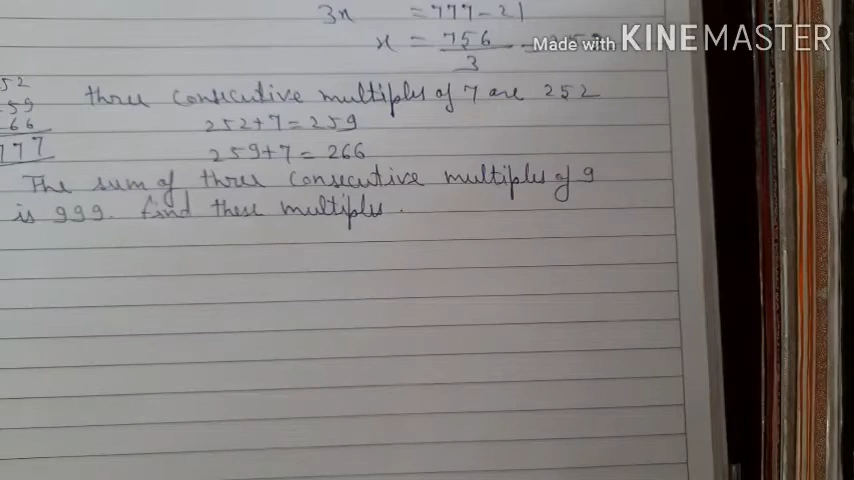 3x = 777 - 21
x = 756
3
Made with KINEMASTER
52
59
66
777
three consecutive multiples of 7 are 252
252+7=259
259+7=266
The sum of three consecutive multiples of 9
is 999. find these multiples.